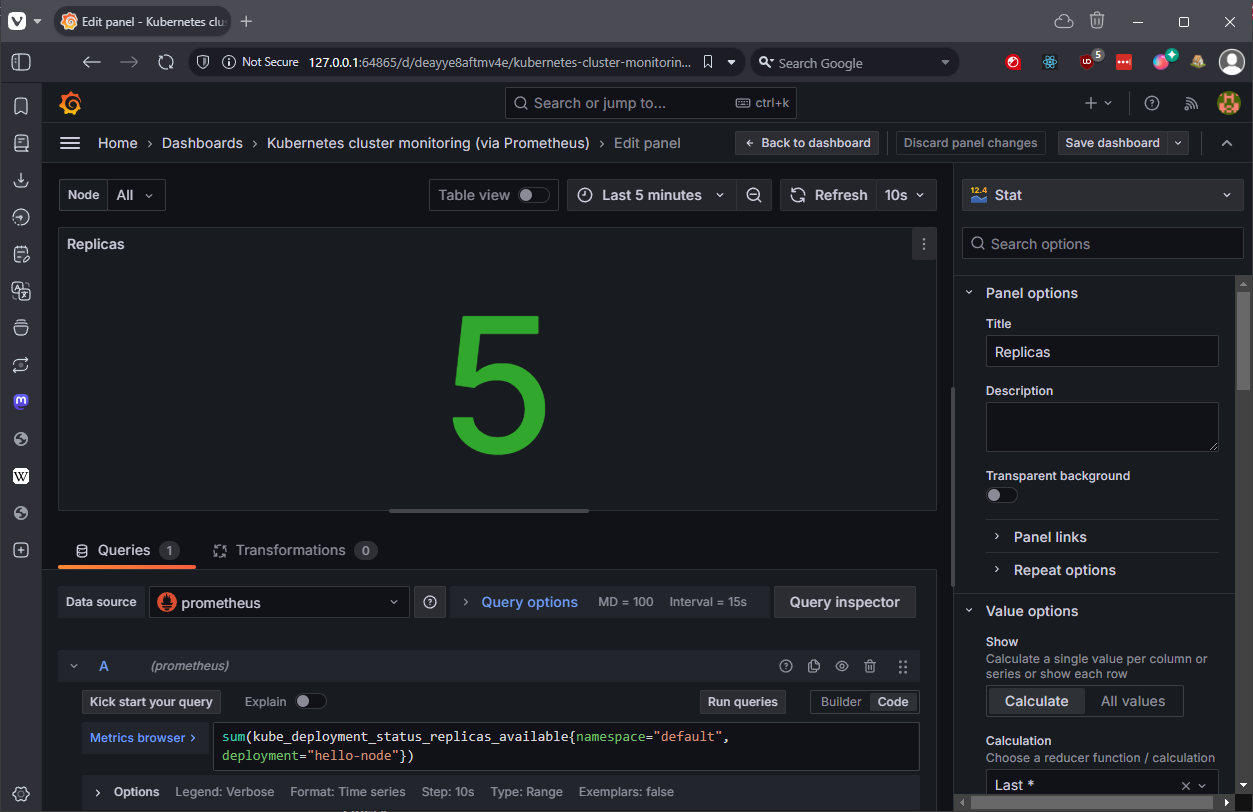 Edit panel - Kubernetes clu
Not Secure 127.0.0.1:64865/d/deayye8aftmv4e/kubernetes-cluster-monitorin...
Search Google
5
Search or jump to...
ctrl+k
Home › Dashboards › Kubernetes cluster monitoring (via Prometheus) › Edit panel
Back to dashboard
Discard panel changes
Save dashboard
Node All
Table view
Last 5 minutes
Refresh 10s
12.4 Stat
Replicas
5
Search options
Panel options
Title
Replicas
Description
Transparent background
Panel links
Repeat options
Value options
Show
Calculate a single value per column or
series or show each row
Calculate All values
Calculation
Choose a reducer function / calculation
Last *
Queries 1
Transformations 0
Data source prometheus
Query options MD = 100 Interval = 15s
Query inspector
A (prometheus)
Kick start your query
Explain
Run queries
Builder Code
Metrics browser ›
sum(kube_deployment_status_replicas_available{namespace="default",
deployment="hello-node"})
Options Legend: Verbose Format: Time series Step: 10s Type: Range Exemplars: false